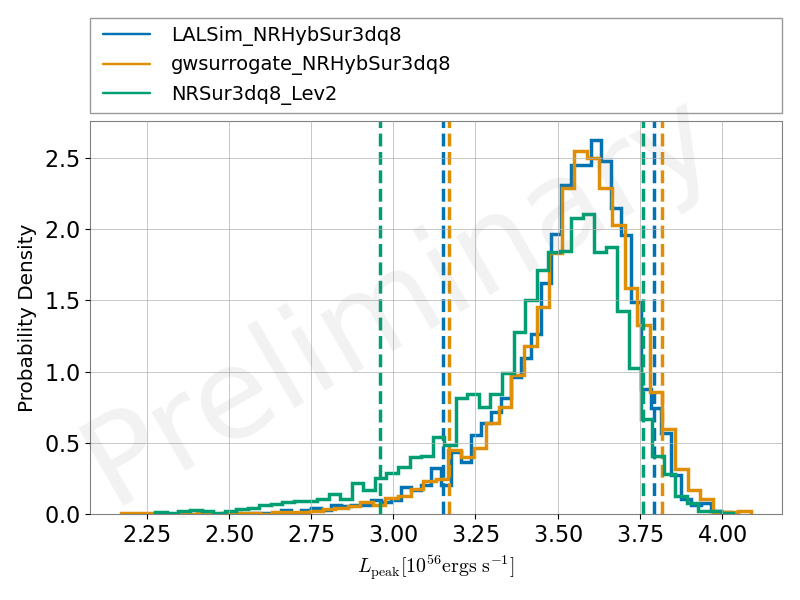 LALSim_NRHybSur3dq8
gwsurrogate_NRHybSur3dq8
NRSur3dq8_Lev2
Preliminary
Probability Density
2.5
2.0
1.5
1.0
0.5
0.0
2.25 2.50 2.75 3.00 3.25 3.50 3.75 4.00
L_peak[10^56 ergs s^−1]